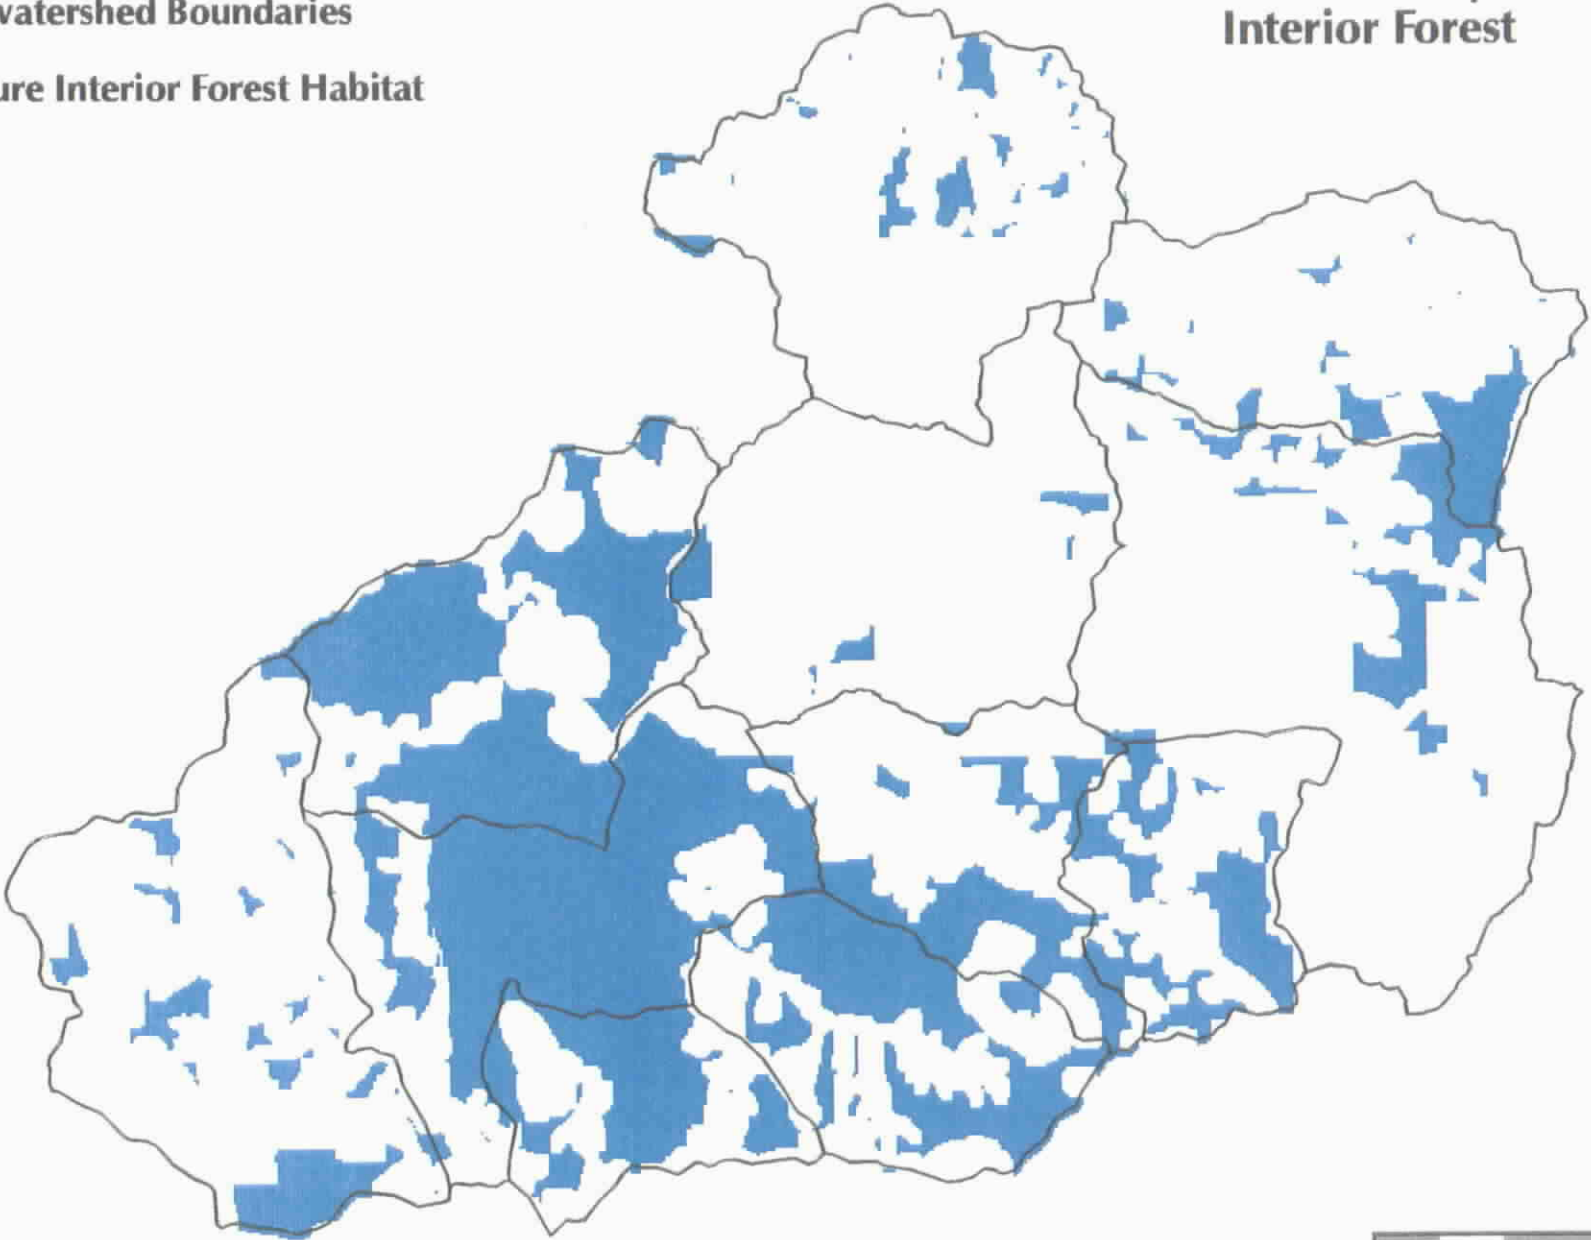 watershed Boundaries
ure Interior Forest Habitat
Interior Forest